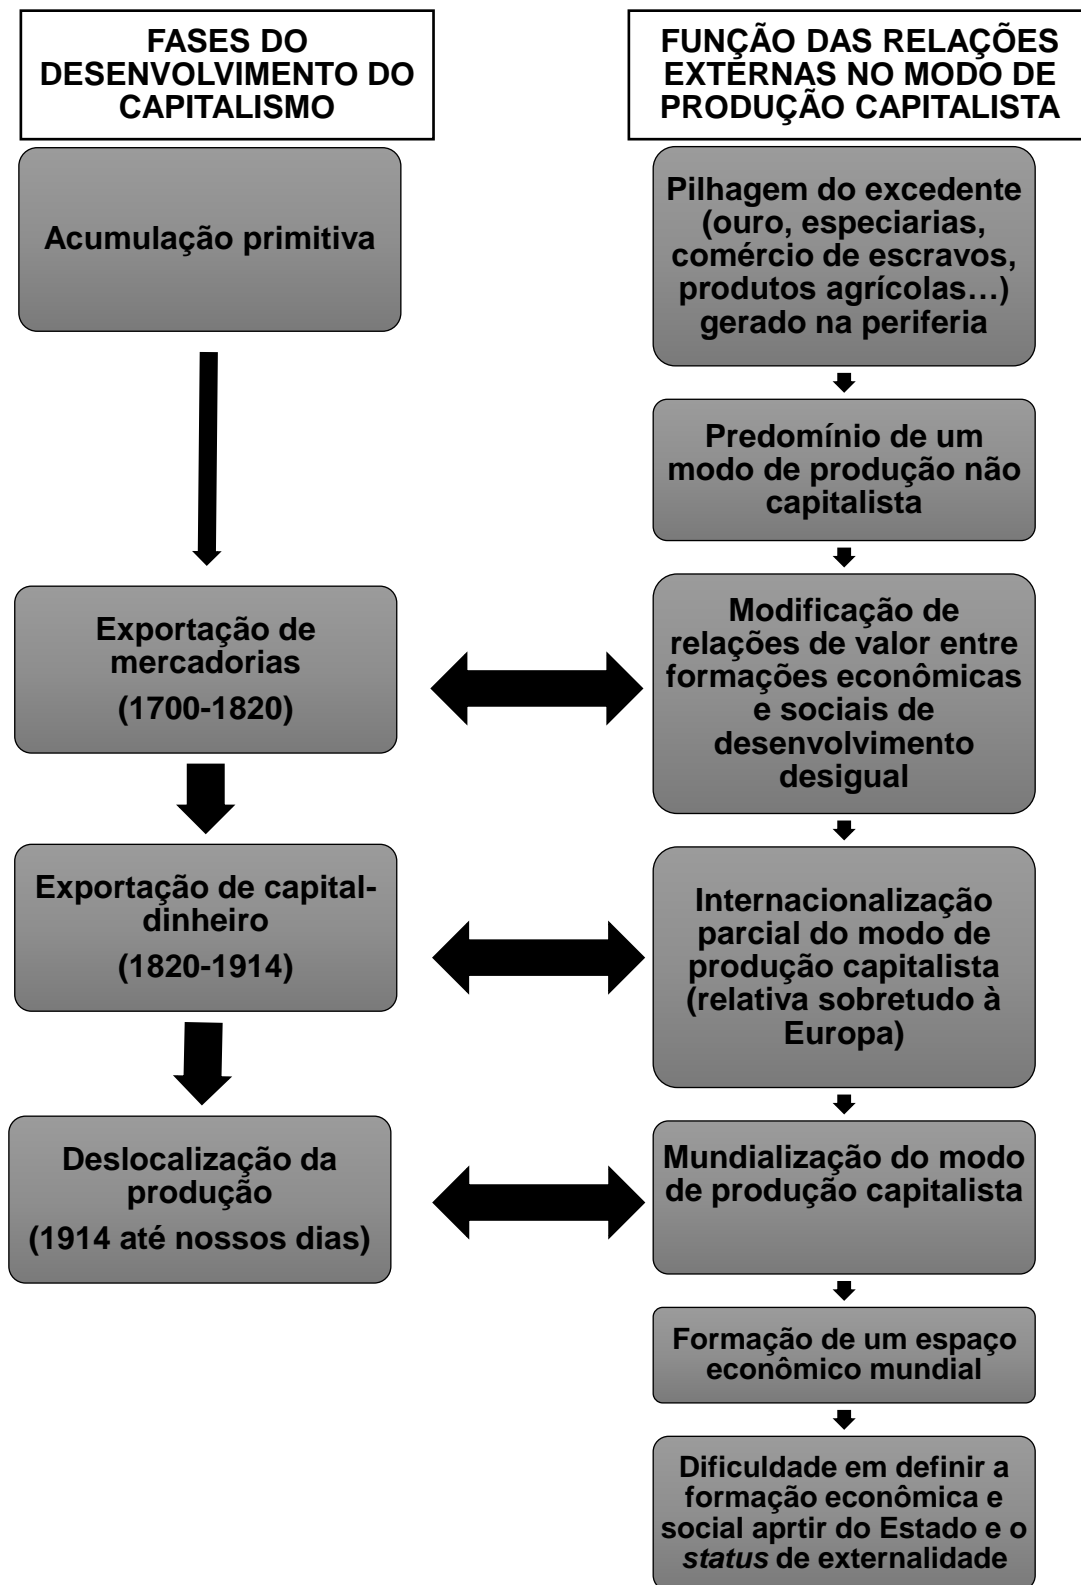 FASES DO
DESENVOLVIMENTO DO
CAPITALISMO
FUNÇÃO DAS RELAÇÕES
EXTERNAS NO MODO DE
PRODUÇÃO CAPITALISTA
Acumulação primitiva
Pilhagem do excedente
(ouro, especiarias,
comércio de escravos,
produtos agrícolas…)
gerado na periferia
Predomínio de um
modo de produção não
capitalista
Exportação de
mercadorias
(1700-1820)
Modificação de
relações de valor entre
formações econômicas
e sociais de
desenvolvimento
desigual
Exportação de capital-
dinheiro
(1820-1914)
Internacionalização
parcial do modo de
produção capitalista
(relativa sobretudo à
Europa)
Deslocalização da
produção
(1914 até nossos dias)
Mundialização do modo
de produção capitalista
Formação de um espaço
econômico mundial
Dificuldade em definir a
formação econômica e
social aprtir do Estado e o
status de externalidade